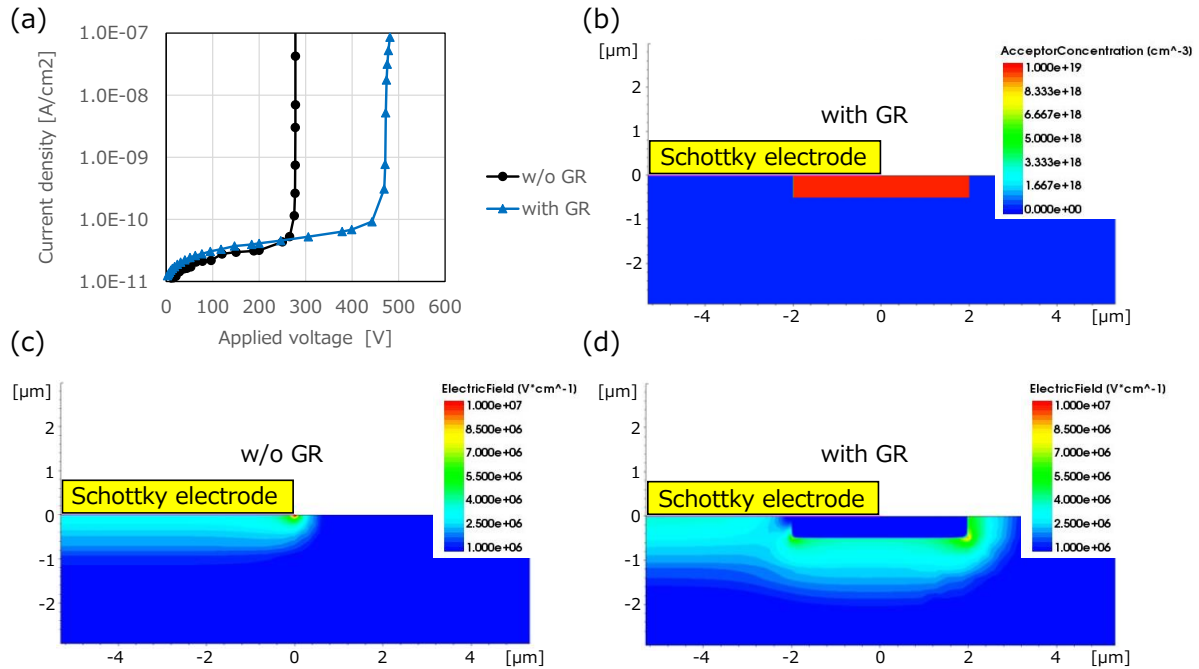 (a)
Current density [A/cm2]
1.0E-07
1.0E-08
1.0E-09
1.0E-10
1.0E-11
0 100 200 300 400 500 600
Applied voltage [V]
w/o GR
with GR
(b)
[μm]
2
1
0
-1
-2
-4 -2 0 2 [μm]
with GR
Schottky electrode
AcceptorConcentration (cm^-3)
1.000e+19
8.333e+18
6.667e+18
5.000e+18
3.333e+18
1.667e+18
0.000e+00
(c)
[μm]
2
1
0
-1
-2
-4 -2 0 2 4 [μm]
w/o GR
Schottky electrode
ElectricField (V*cm^-1)
1.000e+07
8.500e+06
7.000e+06
5.500e+06
4.000e+06
2.500e+06
1.000e+06
(d)
[μm]
2
1
0
-1
-2
-4 -2 0 2 4 [μm]
with GR
Schottky electrode
ElectricField (V*cm^-1)
1.000e+07
8.500e+06
7.000e+06
5.500e+06
4.000e+06
2.500e+06
1.000e+06